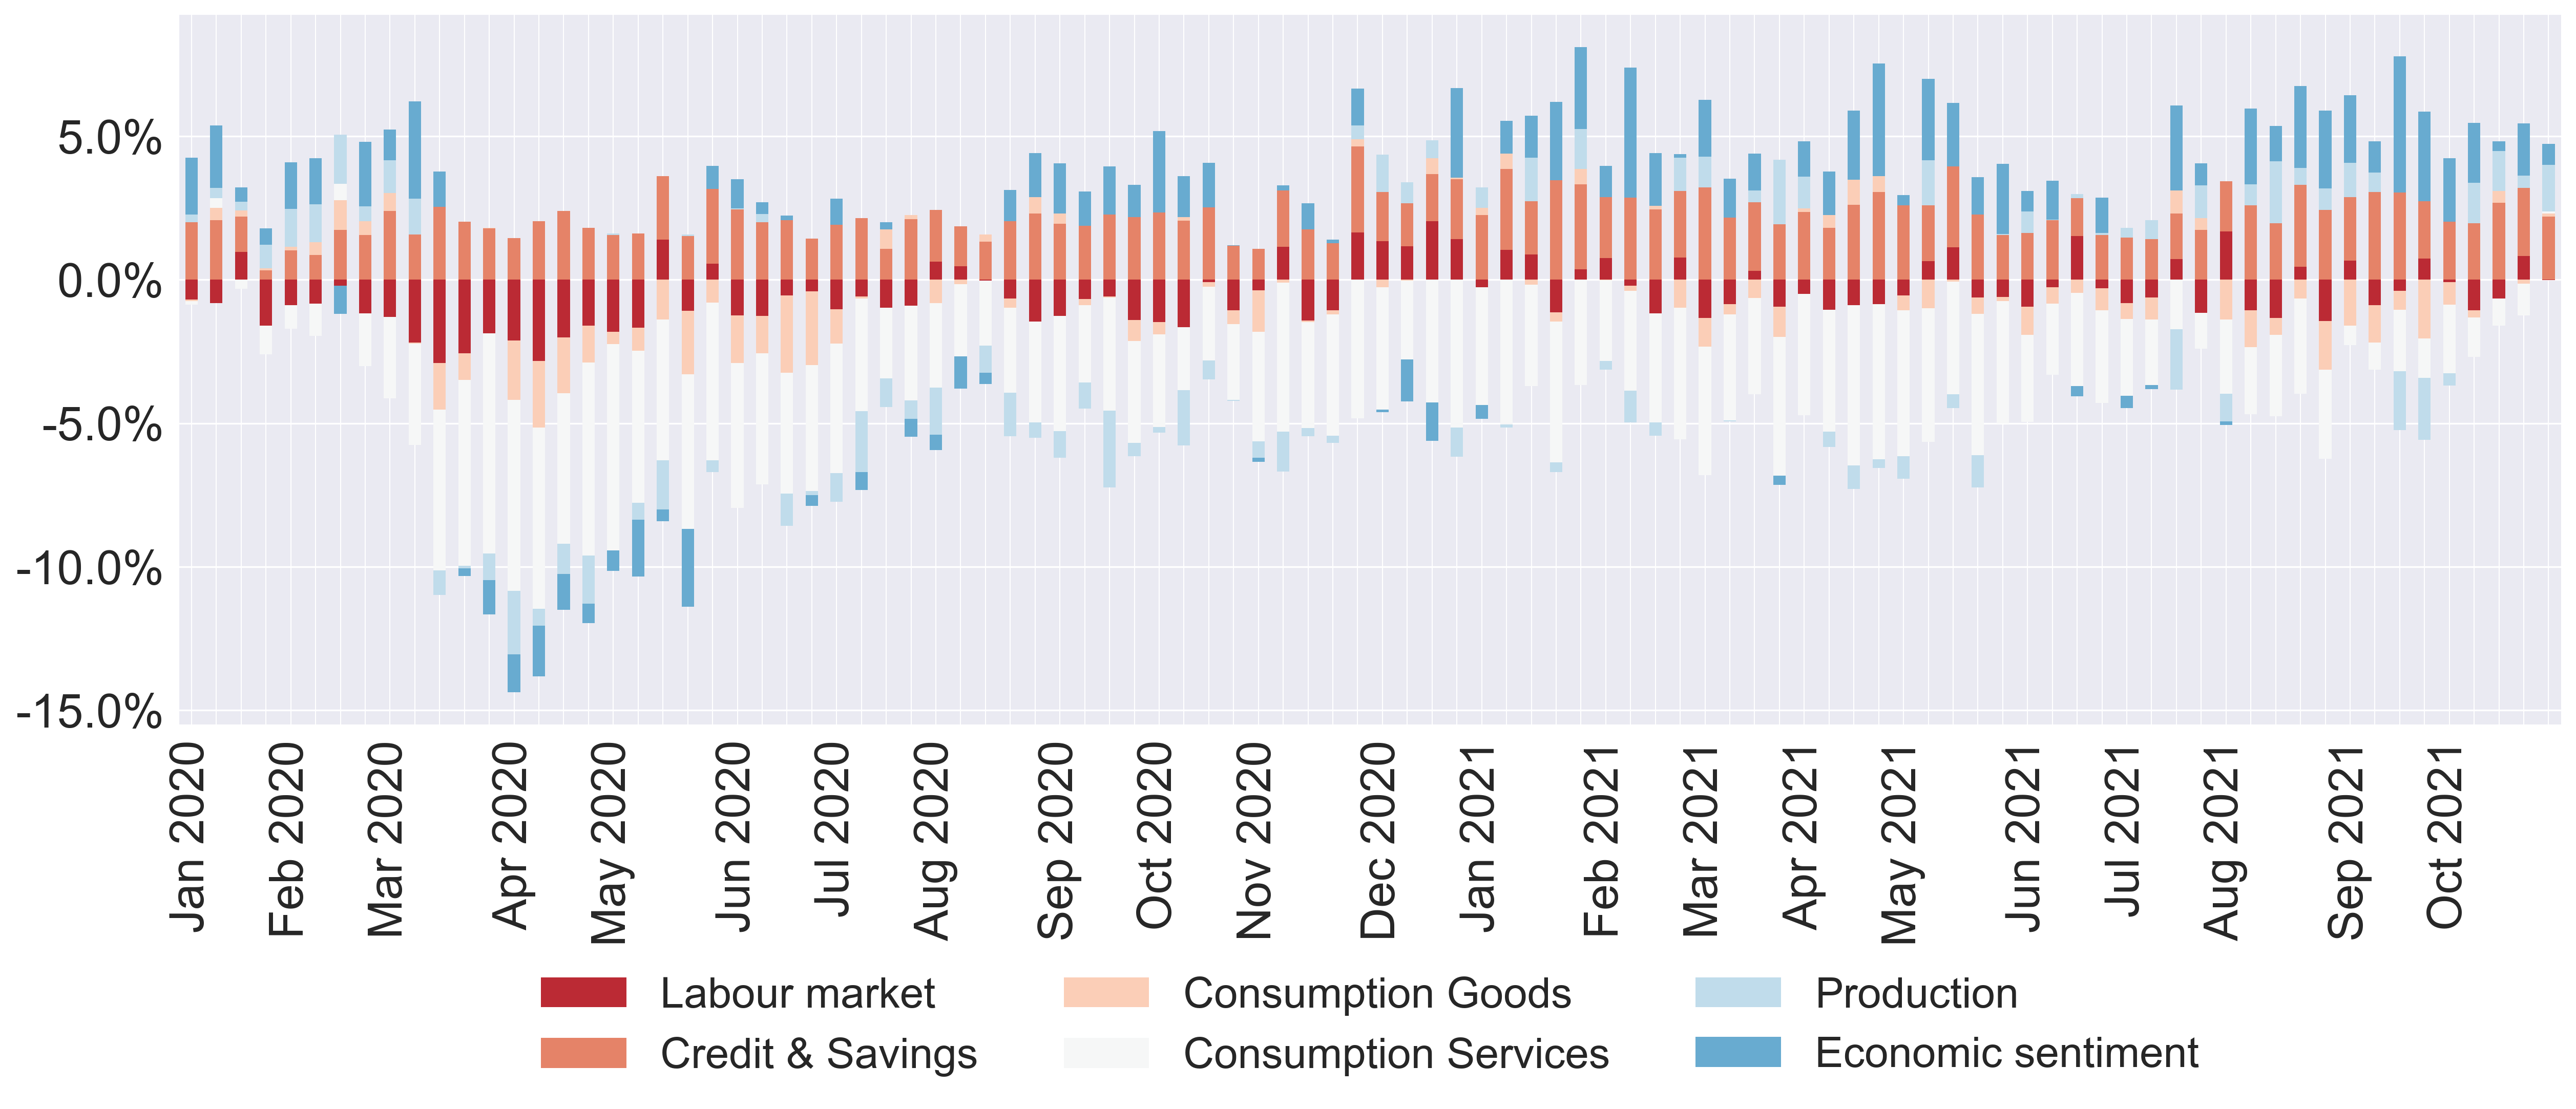 5.0%
0.0%
-5.0%
-10.0%
-15.0%
Jan 2020
Feb 2020
Mar 2020
Apr 2020
May 2020
Jun 2020
Jul 2020
Aug 2020
Sep 2020
Oct 2020
Nov 2020
Dec 2020
Jan 2021
Feb 2021
Mar 2021
Apr 2021
May 2021
Jun 2021
Jul 2021
Aug 2021
Sep 2021
Oct 2021
Labour market
Consumption Goods
Production
Credit & Savings
Consumption Services
Economic sentiment